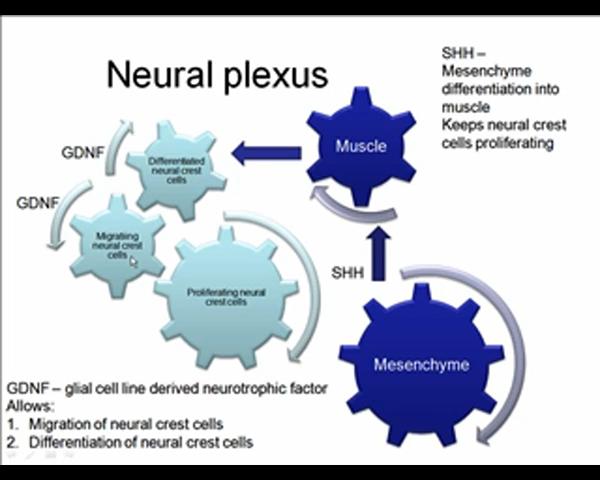 Neural plexus
SHH –
Mesenchyme
differentiation into
muscle
Keeps neural crest
cells proliferating
Muscle
GDNF
Differentiated
neural crest
cells
GDNF
Migrating
neural crest
cells
Proliferating neural
crest cells
SHH
Mesenchyme
GDNF – glial cell line derived neurotrophic factor
Allows:
1. Migration of neural crest cells
2. Differentiation of neural crest cells